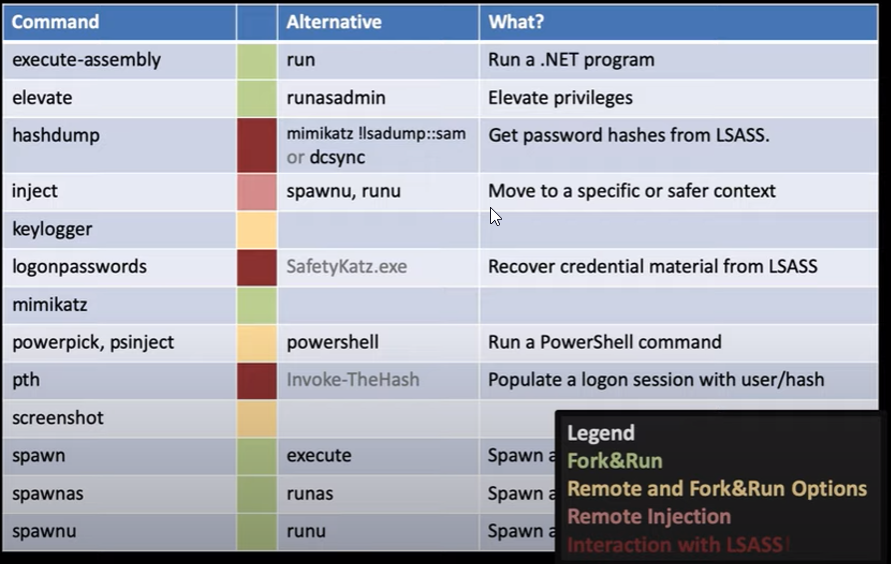 Command Alternative What?
execute-assembly run Run a .NET program
elevate runasadmin Elevate privileges
hashdump mimikatz !lsadump::sam Get password hashes from LSASS.
or dcsync
inject spawnu, runu Move to a specific or safer context
keylogger
logonpasswords SafetyKatz.exe Recover credential material from LSASS
mimikatz
powerpick, psinject powershell Run a PowerShell command
pth Invoke-TheHash Populate a logon session with user/hash
screenshot
spawn execute Spawn a
spawnas runas Spawn a
spawnu runu Spawn a
Legend
Fork&Run
Remote and Fork&Run Options
Remote Injection
Interaction with LSASS!